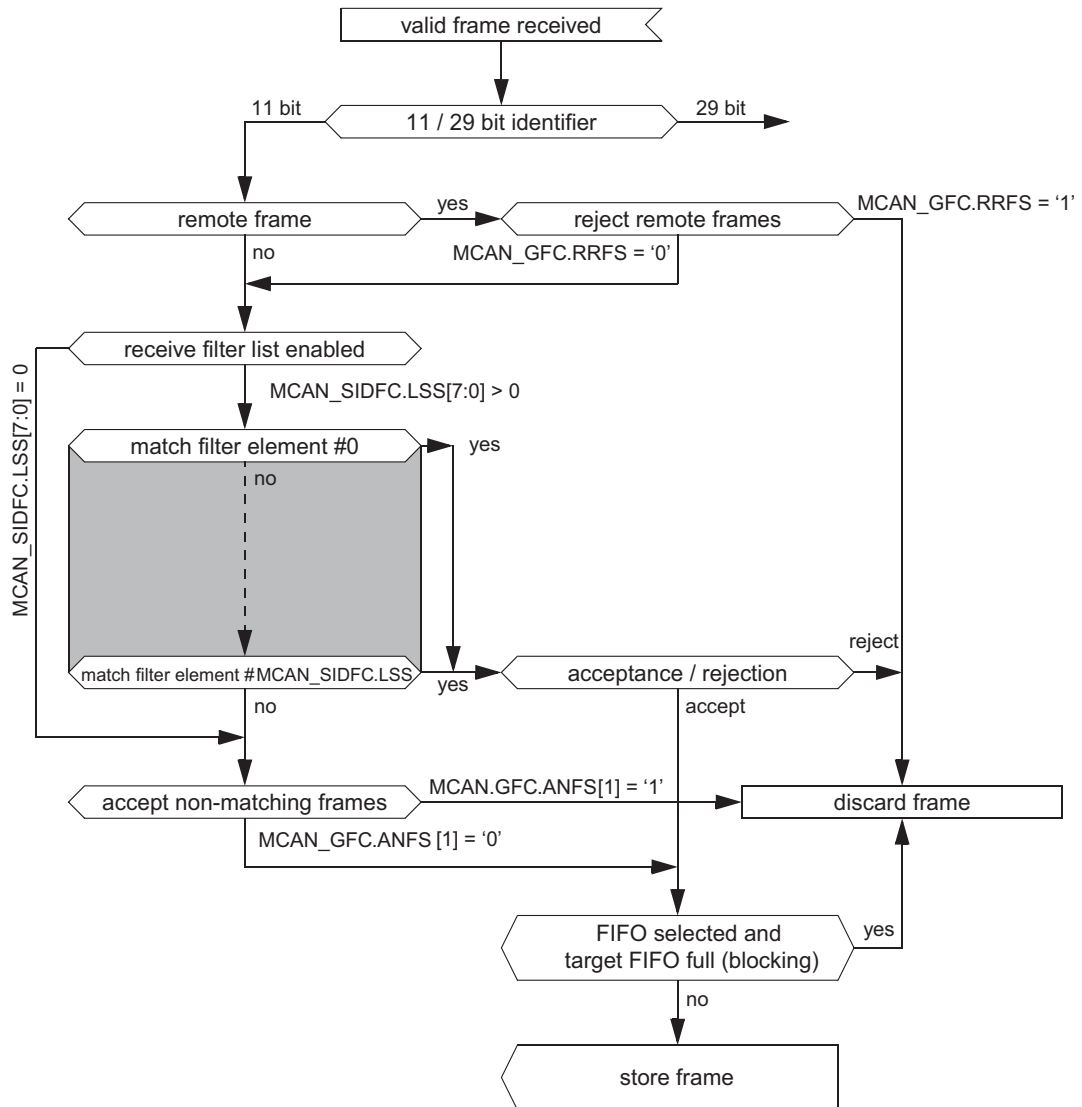 valid frame received
11 bit
11 / 29 bit identifier
29 bit
remote frame
yes
reject remote frames
MCAN_GFC.RRFS = ‘1’
no
MCAN_GFC.RRFS = ‘0’
receive filter list enabled
MCAN_SIDFC.LSS[7:0] = 0
MCAN_SIDFC.LSS[7:0] > 0
match filter element #0
yes
no
match filter element #MCAN_SIDFC.LSS
yes
acceptance / rejection
reject
no
accept
accept non-matching frames
MCAN.GFC.ANFS[1] = ‘1’
discard frame
MCAN_GFC.ANFS [1] = ‘0’
FIFO selected and
target FIFO full (blocking)
yes
no
store frame